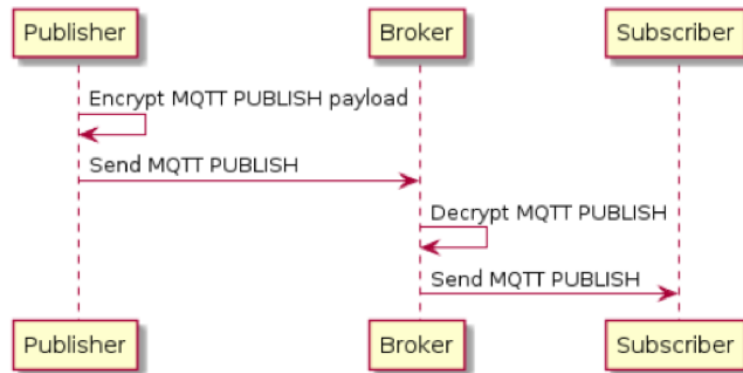 Publisher
Broker
Subscriber
Encrypt MQTT PUBLISH payload
Send MQTT PUBLISH
Decrypt MQTT PUBLISH
Send MQTT PUBLISH
Publisher
Broker
Subscriber